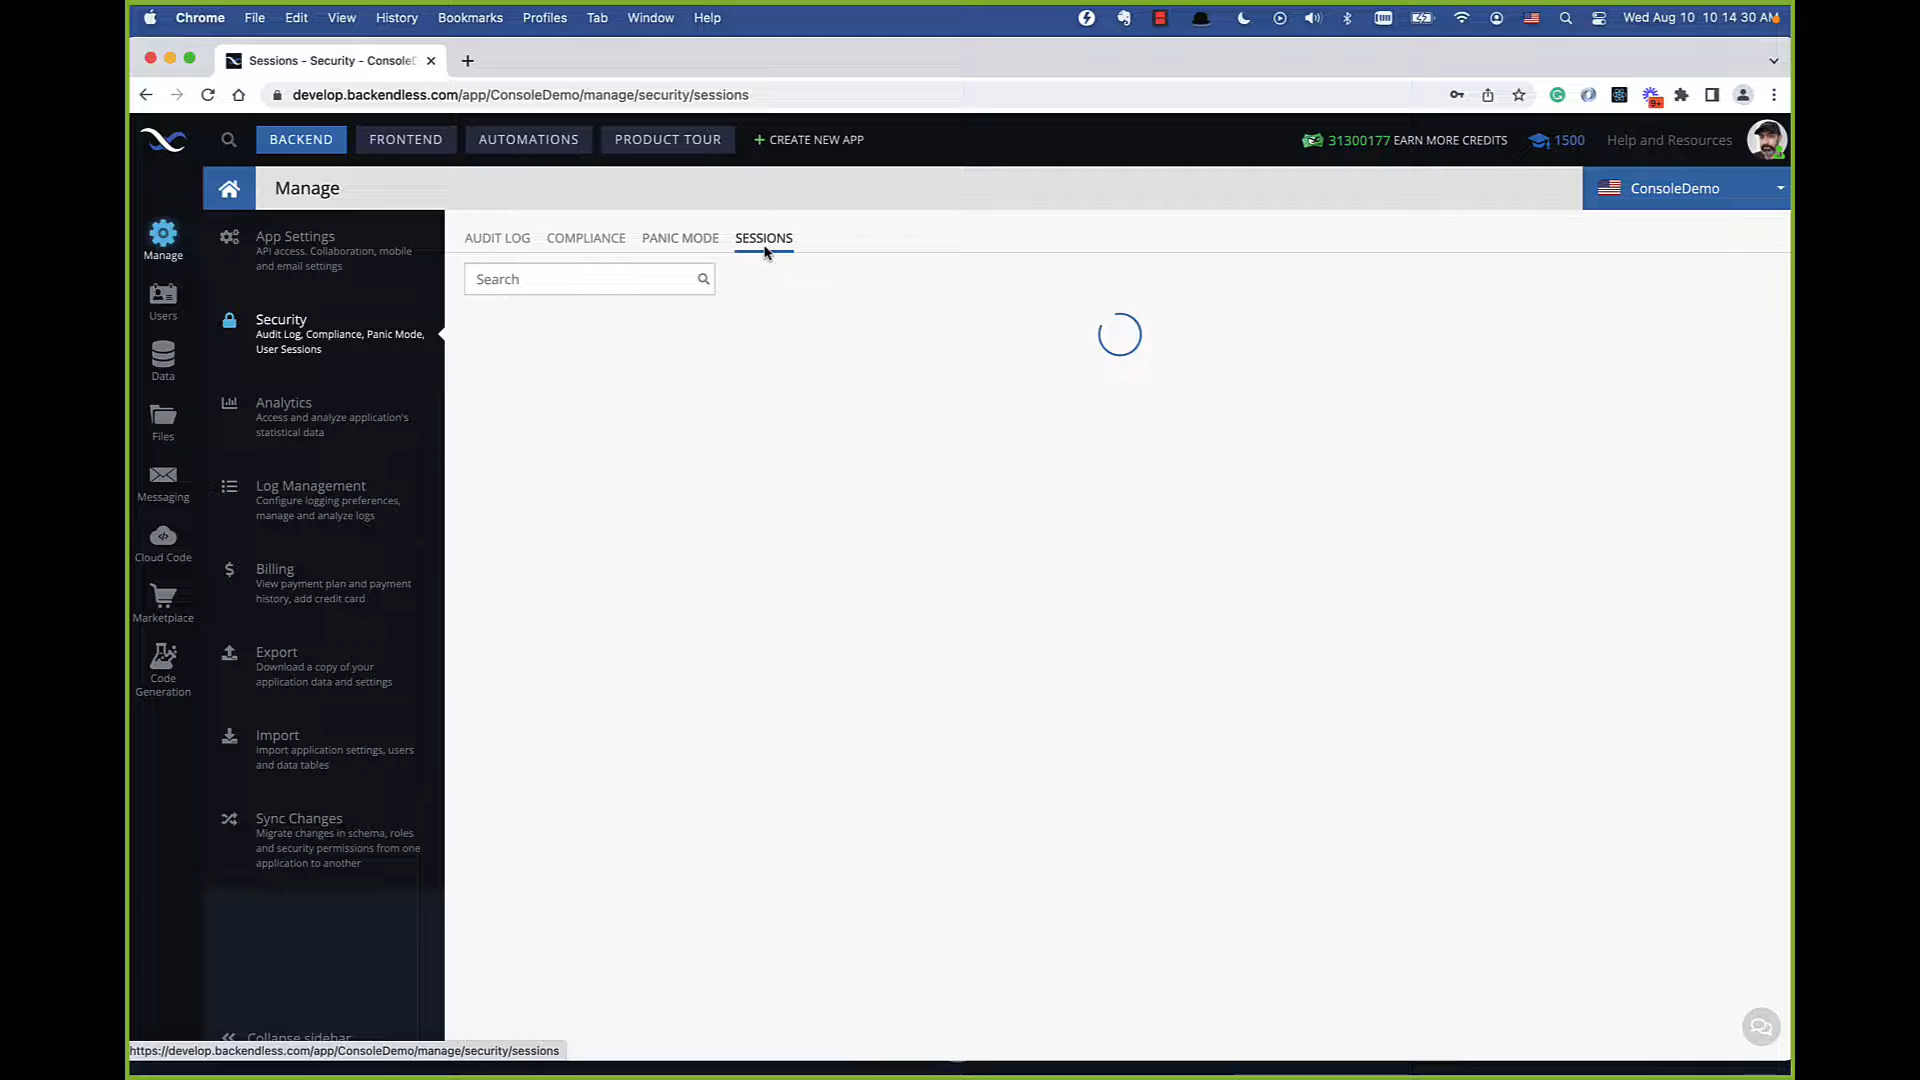 Chrome File Edit View History Bookmarks Profiles Tab Window Help
Wed Aug 10 10 14 30 AM
Sessions - Security - Console
develop.backendless.com/app/ConsoleDemo/manage/security/sessions
9+
BACKEND FRONTEND AUTOMATIONS PRODUCT TOUR + CREATE NEW APP
31300177 EARN MORE CREDITS 1500 Help and Resources
Manage
ConsoleDemo
Manage
Users
Data
Files
Messaging
Cloud Code
Marketplace
Code
Generation
App Settings
API access. Collaboration, mobile
and email settings
Security
Audit Log, Compliance, Panic Mode,
User Sessions
Analytics
Access and analyze application's
statistical data
Log Management
Configure logging preferences,
manage and analyze logs
Billing
View payment plan and payment
history, add credit card
Export
Download a copy of your
application data and settings
Import
Import application settings, users
and data tables
Sync Changes
Migrate changes in schema, roles
and security permissions from one
application to another
Collapse sidebar
AUDIT LOG COMPLIANCE PANIC MODE SESSIONS
Search
https://develop.backendless.com/app/ConsoleDemo/manage/security/sessions